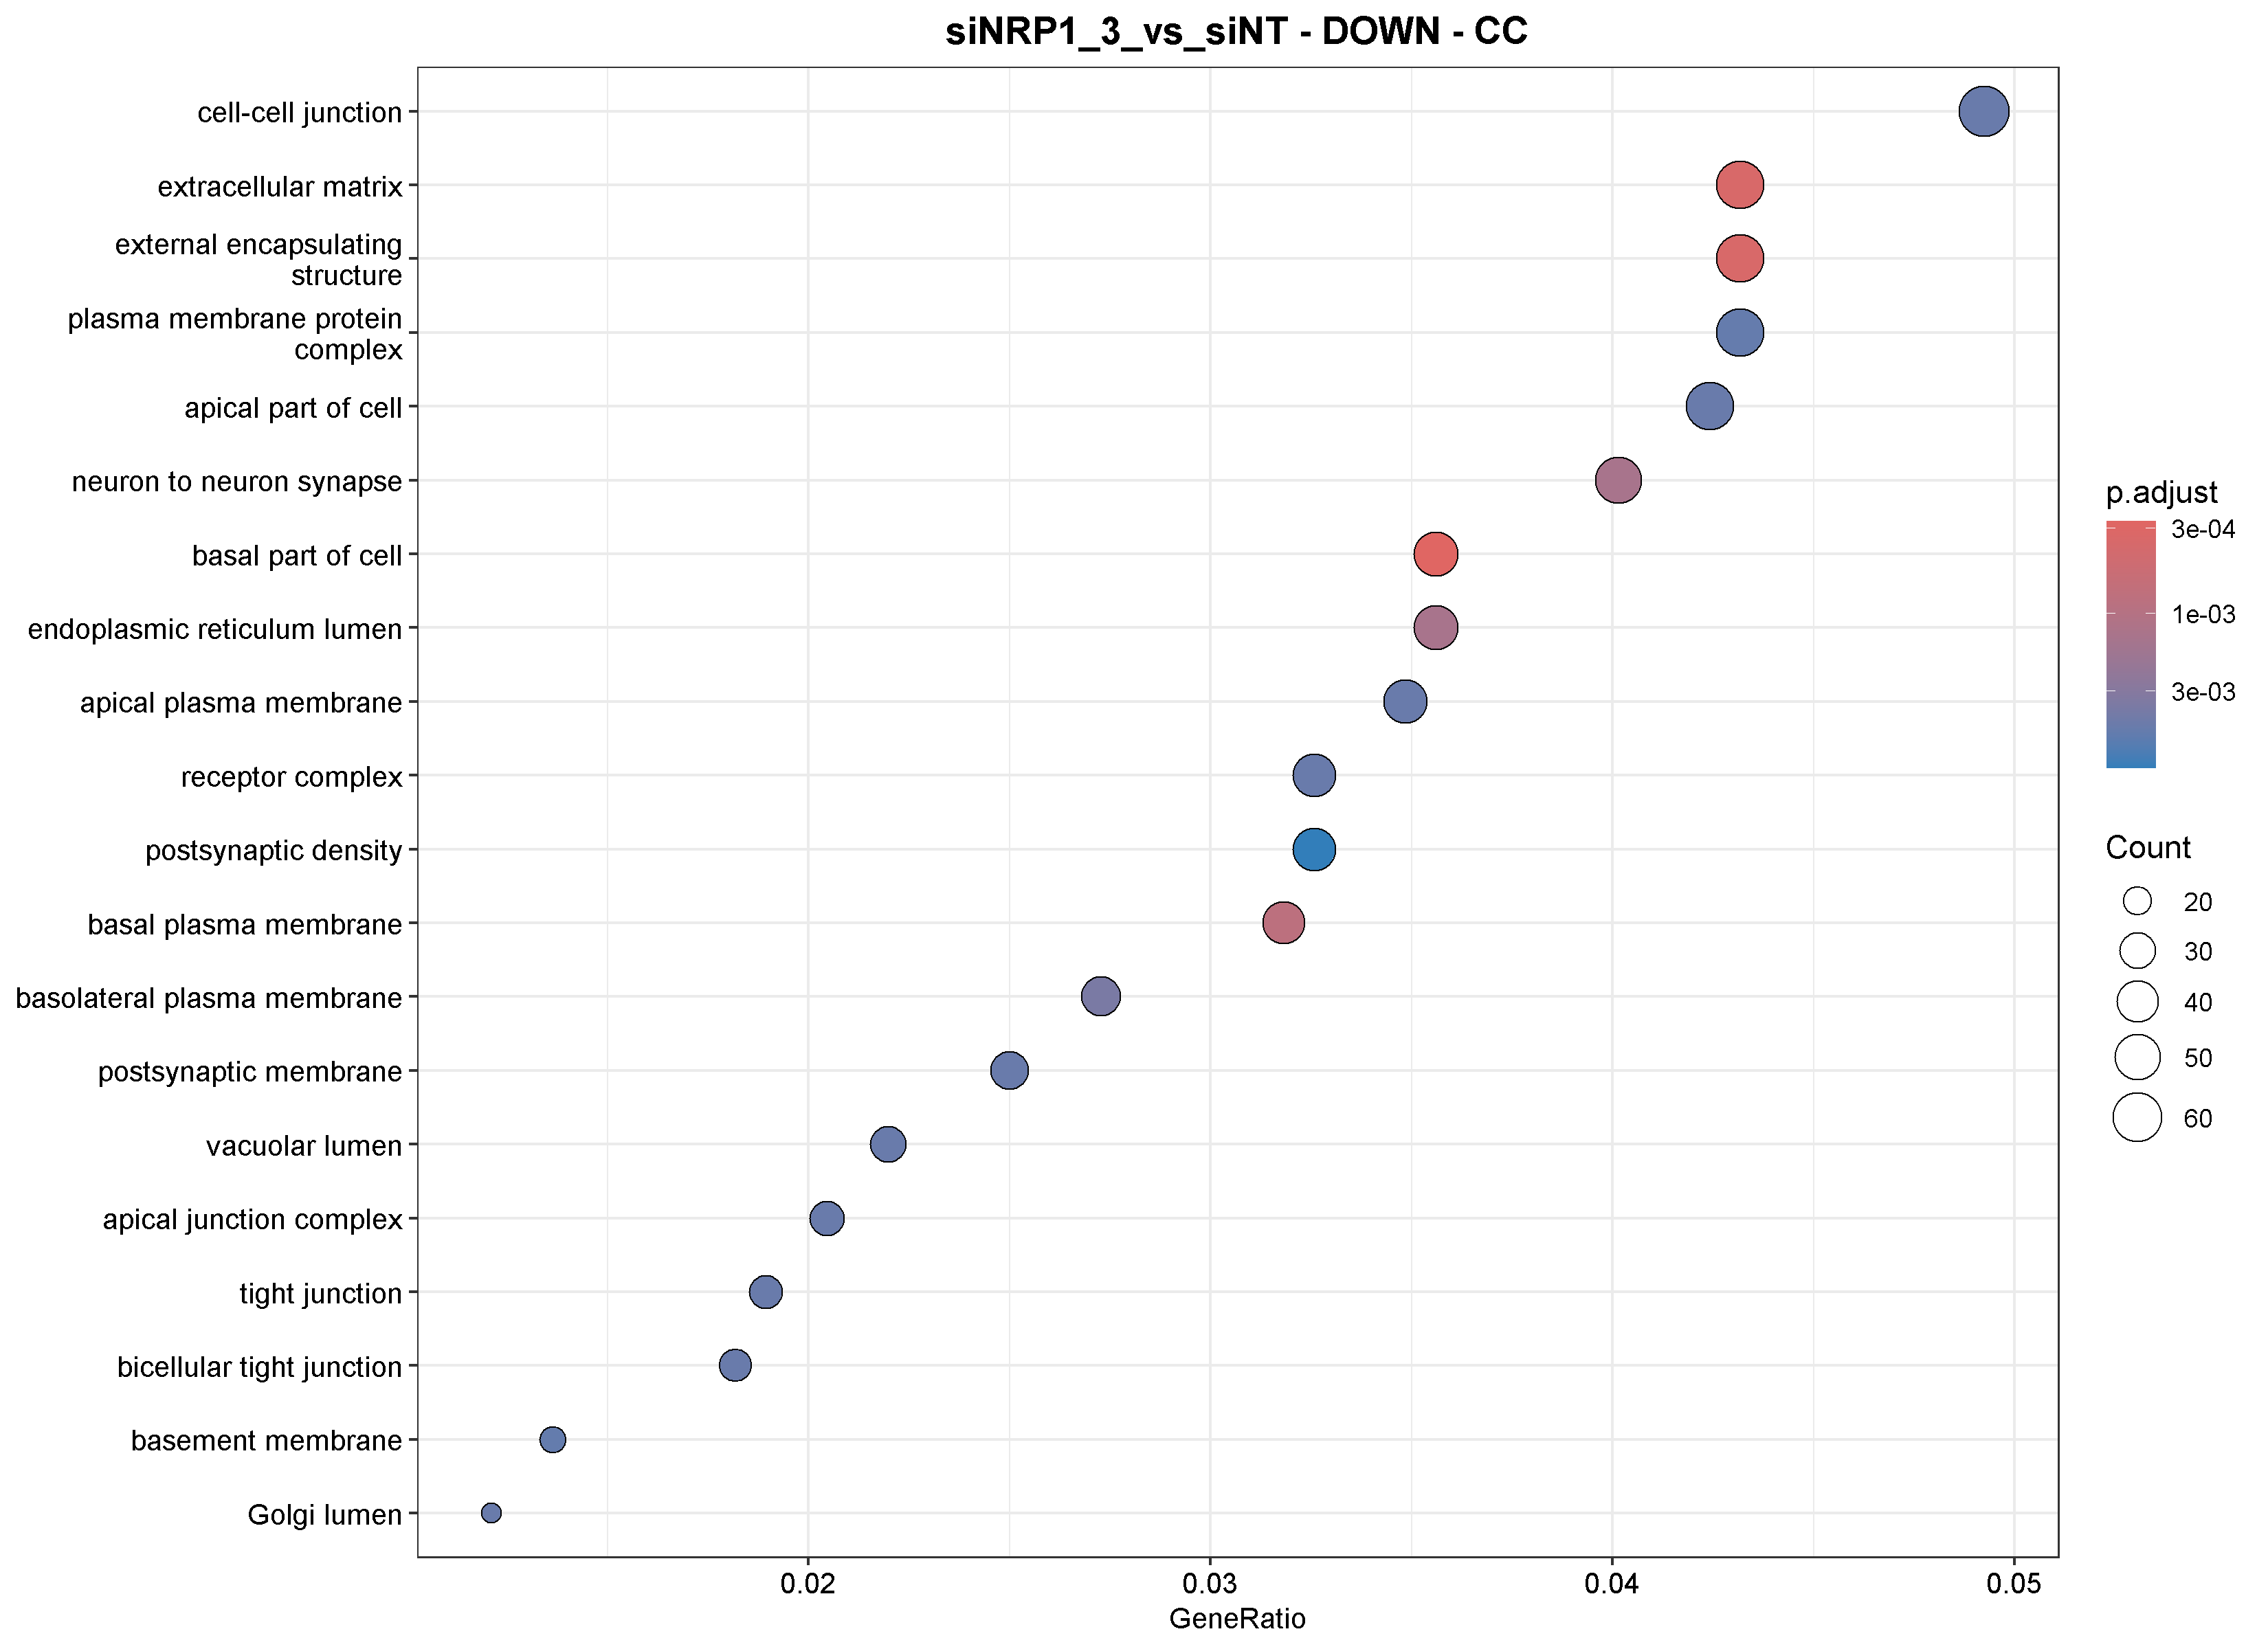 siNRP1_3_vs_siNT - DOWN - CC
cell-cell junction
extracellular matrix
external encapsulating
structure
plasma membrane protein
complex
apical part of cell
neuron to neuron synapse
basal part of cell
endoplasmic reticulum lumen
apical plasma membrane
receptor complex
postsynaptic density
basal plasma membrane
basolateral plasma membrane
postsynaptic membrane
vacuolar lumen
apical junction complex
tight junction
bicellular tight junction
basement membrane
Golgi lumen
0.02
0.03
0.04
0.05
GeneRatio
p.adjust
3e-04
1e-03
3e-03
Count
20
30
40
50
60